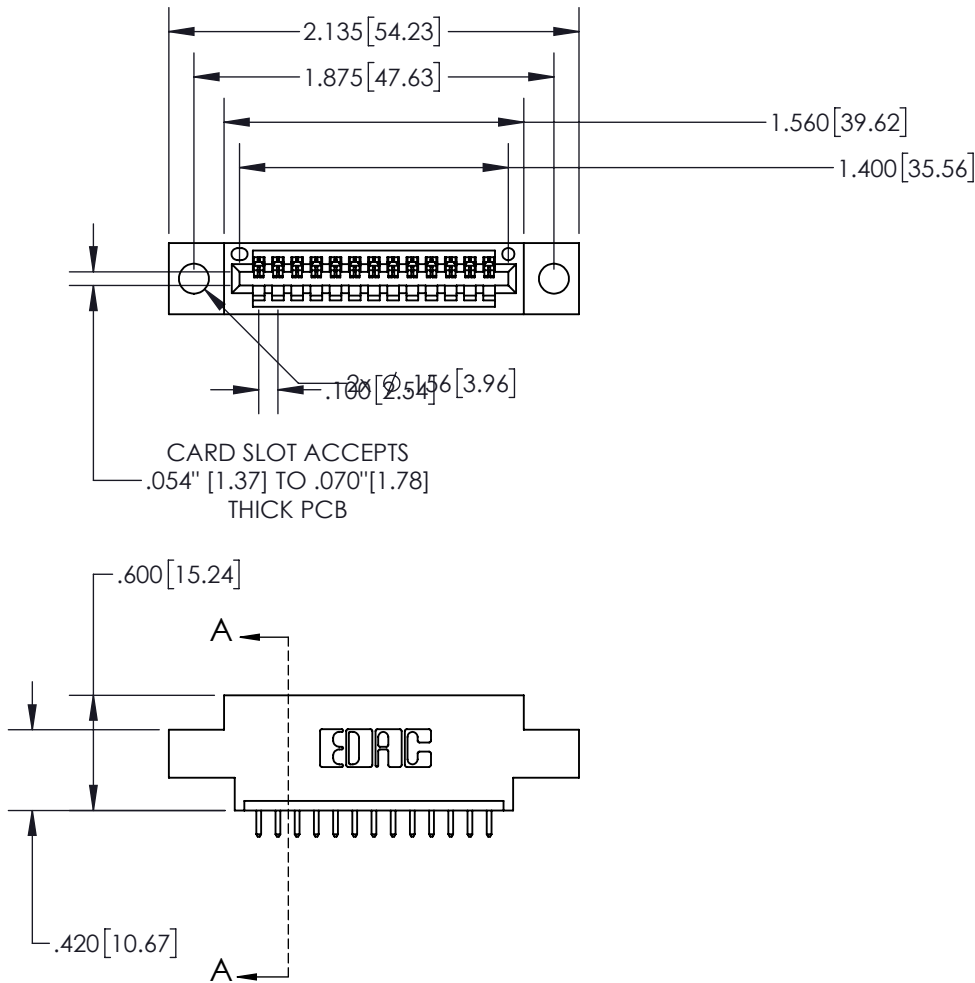 2.135[54.23]
1.875[47.63]
1.560[39.62]
1.400[35.56]
2x Ø .156 [3.96]
.100[2.54]
CARD SLOT ACCEPTS
.054" [1.37] TO .070"[1.78]
THICK PCB
.600[15.24]
A
EDAC
.420[10.67]
A